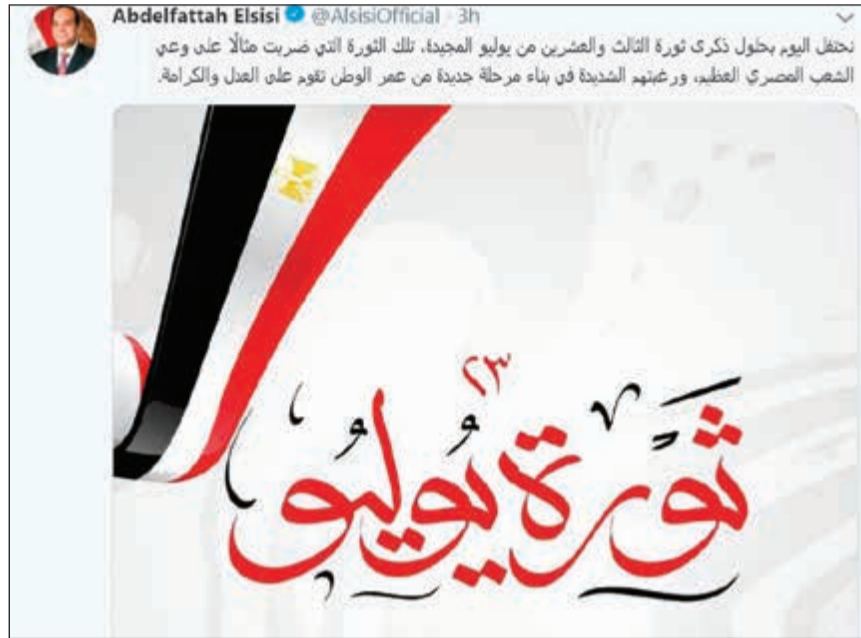 Abdelfattah Elsisi @AlsisiOfficial · 3h
نحتفل اليوم بحلول ذكرى ثورة الثالث والعشرين من يوليو المجيدة، تلك الثورة التي ضربت مثالًا على وعي
الشعب المصري العظيم، ورغبتهم الشديدة في بناء مرحلة جديدة من عمر الوطن تقوم على العدل والكرامة.
٢٣
ثَورة يُوليُو